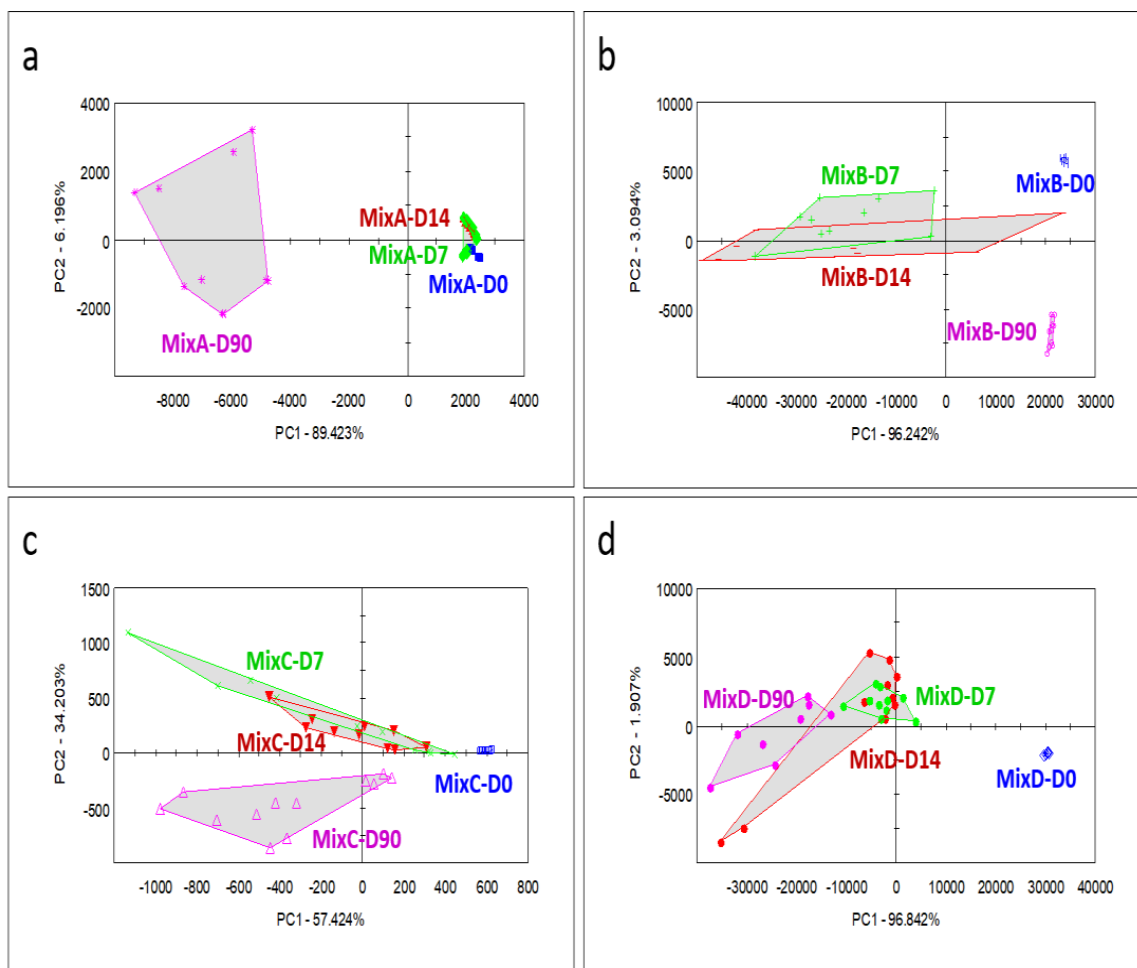 a
4000
2000
0
-2000
PC2 - 6.196%
MixA-D14
MixA-D7
MixA-D0
MixA-D90
-8000 -6000 -4000 -2000 0 2000 4000
PC1 - 89.423%
b
10000
5000
0
-5000
PC2 - 3.094%
MixB-D7
MixB-D0
MixB-D14
MixB-D90
-40000 -30000 -20000 -10000 0 10000 20000 30000
PC1 - 96.242%
c
1500
1000
500
0
-500
PC2 - 34.203%
MixC-D7
MixC-D14
MixC-D0
MixC-D90
-1000 -800 -600 -400 -200 0 200 400 600 800
PC1 - 57.424%
d
10000
5000
0
-5000
PC2 - 1.907%
MixD-D90
MixD-D7
MixD-D14
MixD-D0
-30000 -20000 -10000 0 10000 20000 30000 40000
PC1 - 96.842%